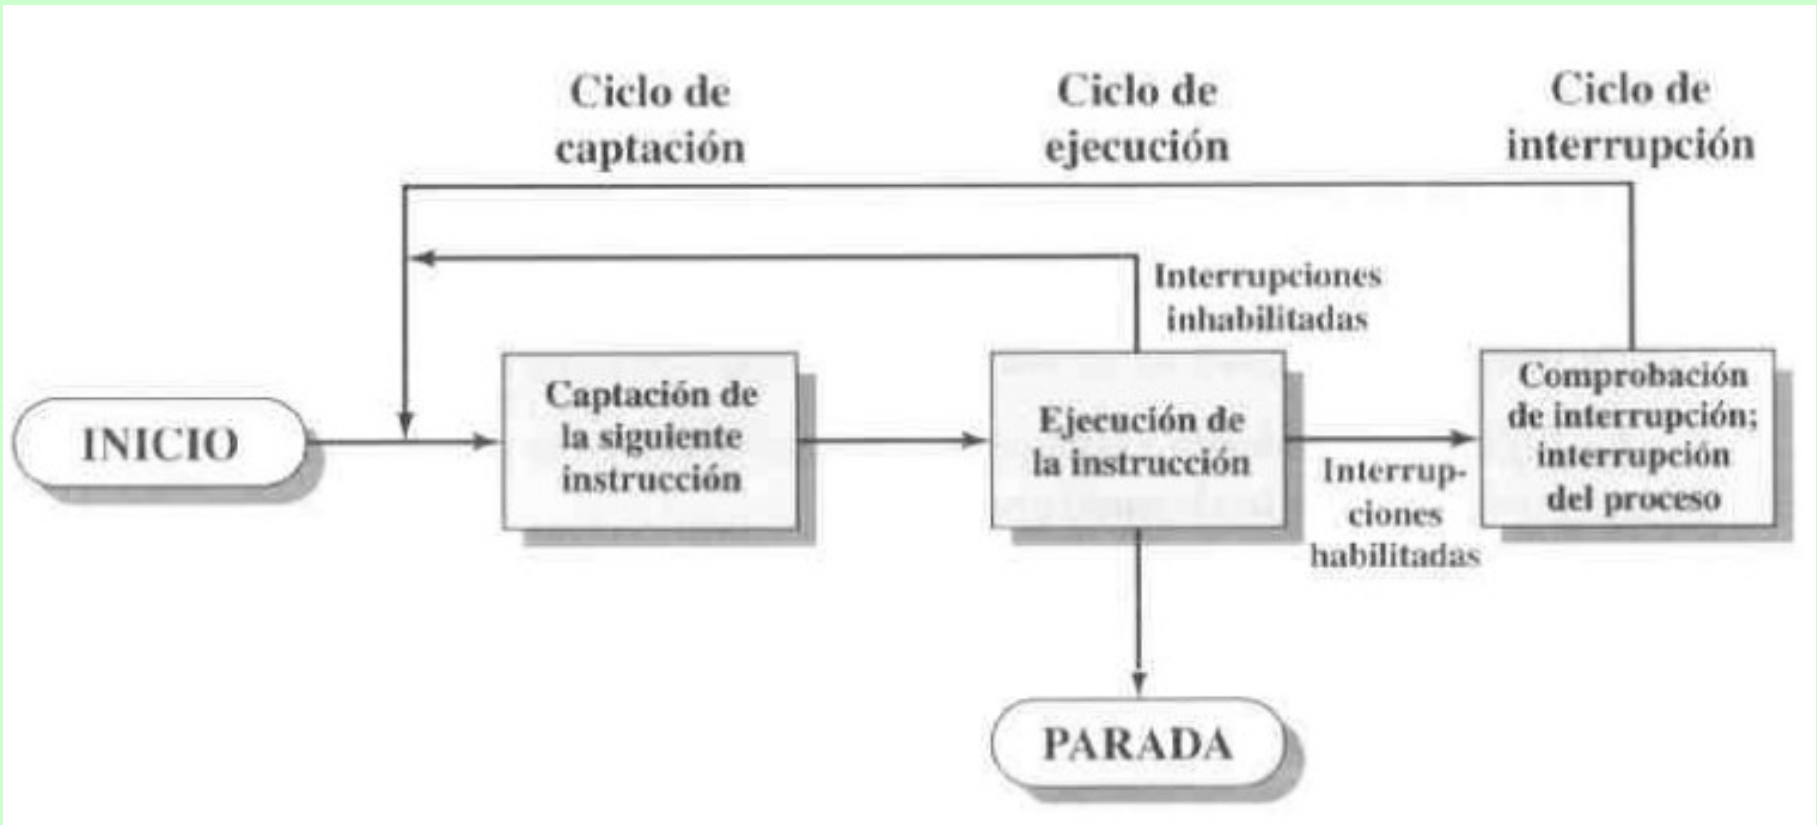 Ciclo de
captación
Ciclo de
ejecución
Ciclo de
interrupción
Interrupciones
inhabilitadas
INICIO
Captación de
la siguiente
instrucción
Ejecución de
la instrucción
Interrup-
ciones
habilitadas
Comprobación
de interrupción;
interrupción
del proceso
PARADA